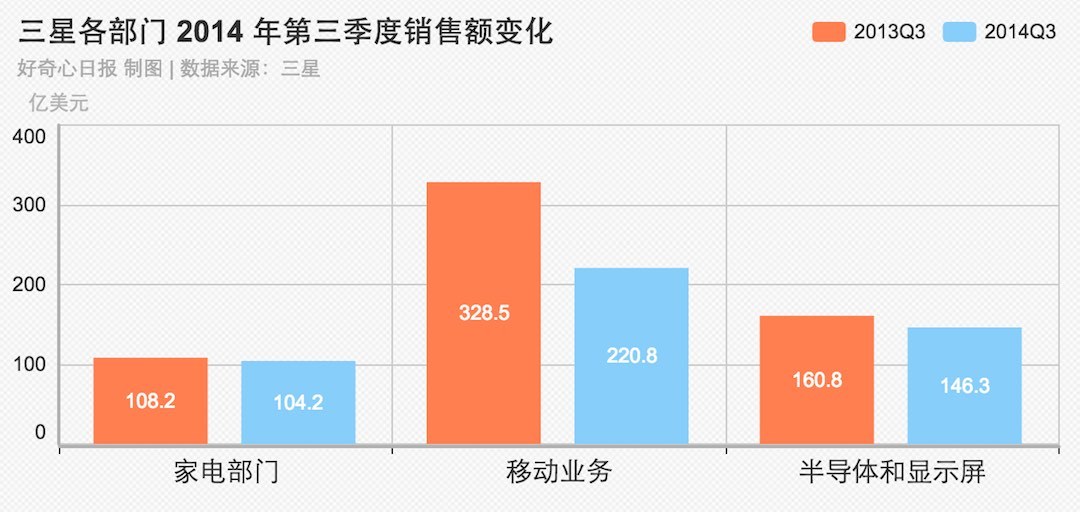 三星各部门 2014 年第三季度销售额变化
2013Q3 2014Q3
好奇心日报 制图 | 数据来源：三星
亿美元
400
300
200
100
0
328.5
220.8
160.8
146.3
108.2
104.2
家电部门 移动业务 半导体和显示屏